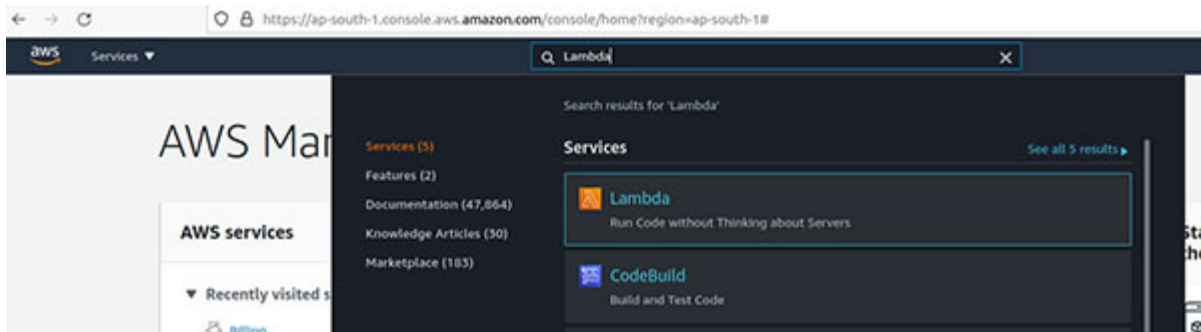 https://ap-south-1.console.aws.amazon.com/console/home?region=ap-south-1#
aws Services ▼ Lambda
Search results for 'Lambda'
AWS Mar
Services (5)
Features (2)
Documentation (47,864)
Knowledge Articles (30)
Marketplace (183)
Services See all 5 results ▶
Lambda
Run Code without Thinking about Servers
CodeBuild
Build and Test Code
AWS services
▼ Recently visited s
Billing
Sta